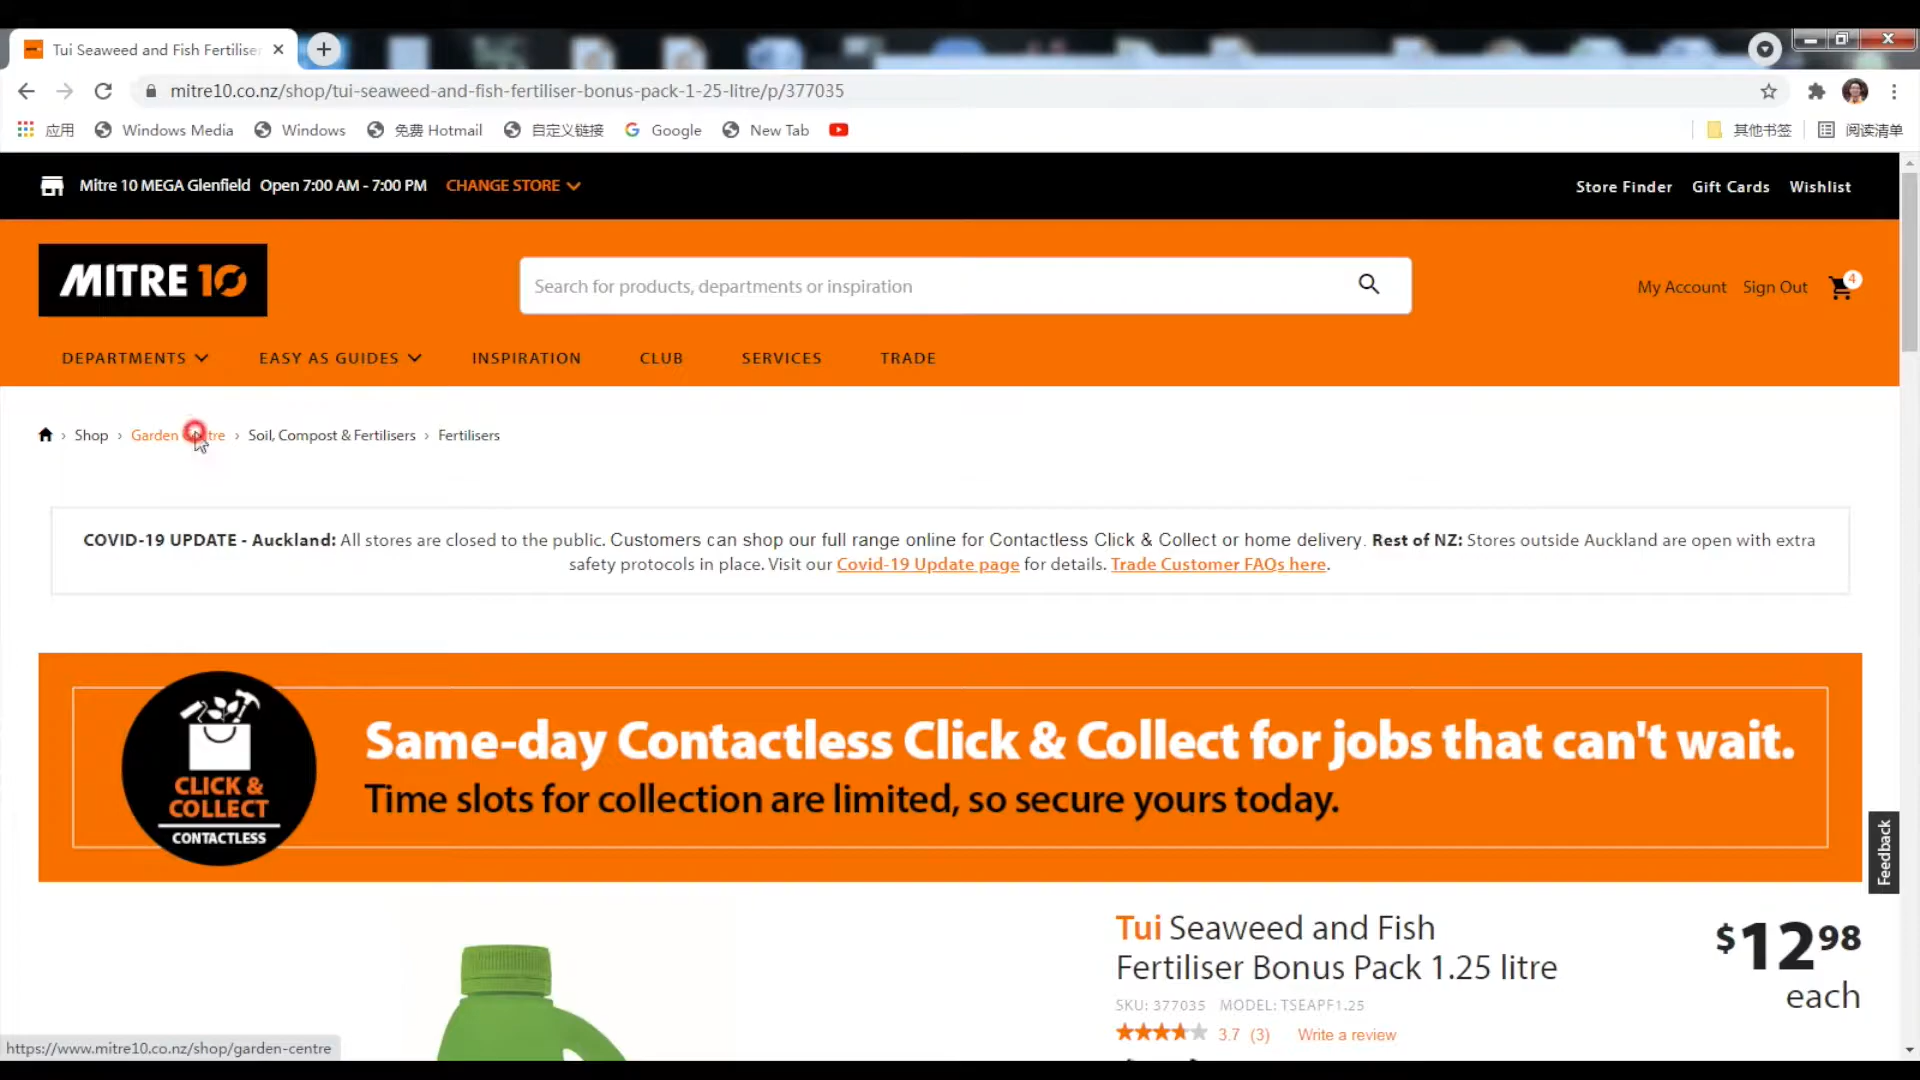 Tui Seaweed and Fish Fertiliser
mitre10.co.nz/shop/tui-seaweed-and-fish-fertiliser-bonus-pack-1-25-litre/p/377035
应用 Windows Media Windows 免费 Hotmail 自定义链接 Google New Tab 其他书签 阅读清单
Mitre 10 MEGA Glenfield Open 7:00 AM - 7:00 PM CHANGE STORE Store Finder Gift Cards Wishlist
MITRE 10
Search for products, departments or inspiration
My Account Sign Out 4
DEPARTMENTS EASY AS GUIDES INSPIRATION CLUB SERVICES TRADE
› Shop › Garden Centre › Soil, Compost & Fertilisers › Fertilisers
COVID-19 UPDATE - Auckland: All stores are closed to the public. Customers can shop our full range online for Contactless Click & Collect or home delivery. Rest of NZ: Stores outside Auckland are open with extra
safety protocols in place. Visit our Covid-19 Update page for details. Trade Customer FAQs here.
CLICK &
COLLECT
CONTACTLESS
Same-day Contactless Click & Collect for jobs that can't wait.
Time slots for collection are limited, so secure yours today.
Feedback
Tui Seaweed and Fish
Fertiliser Bonus Pack 1.25 litre
$12 98
each
SKU: 377035 MODEL: TSEAPF1.25
3.7 (3) Write a review
https://www.mitre10.co.nz/shop/garden-centre